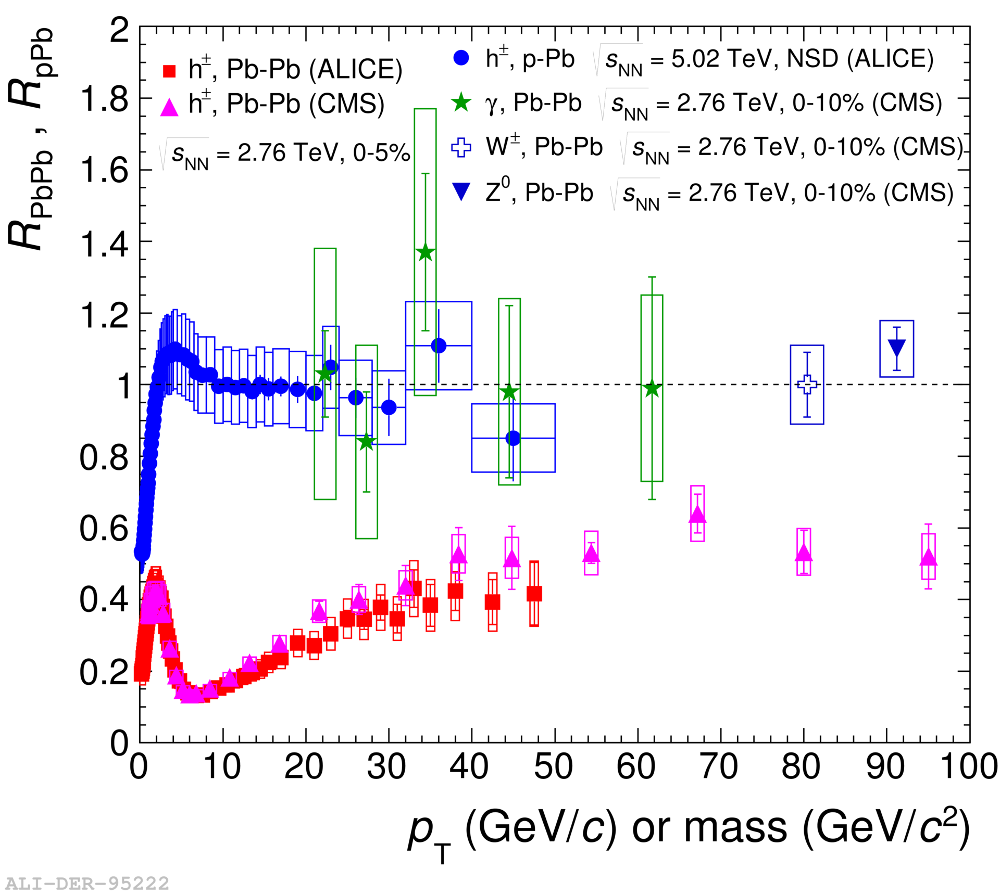 R_PbPb , R_pPb
h±, Pb-Pb (ALICE)
h±, Pb-Pb (CMS)
√s_NN = 2.76 TeV, 0-5%
h±, p-Pb √s_NN = 5.02 TeV, NSD (ALICE)
γ, Pb-Pb √s_NN = 2.76 TeV, 0-10% (CMS)
W±, Pb-Pb √s_NN = 2.76 TeV, 0-10% (CMS)
Z⁰, Pb-Pb √s_NN = 2.76 TeV, 0-10% (CMS)
2
1.8
1.6
1.4
1.2
1
0.8
0.6
0.4
0.2
0
0 10 20 30 40 50 60 70 80 90 100
p_T (GeV/c) or mass (GeV/c²)
ALI-DER-95222